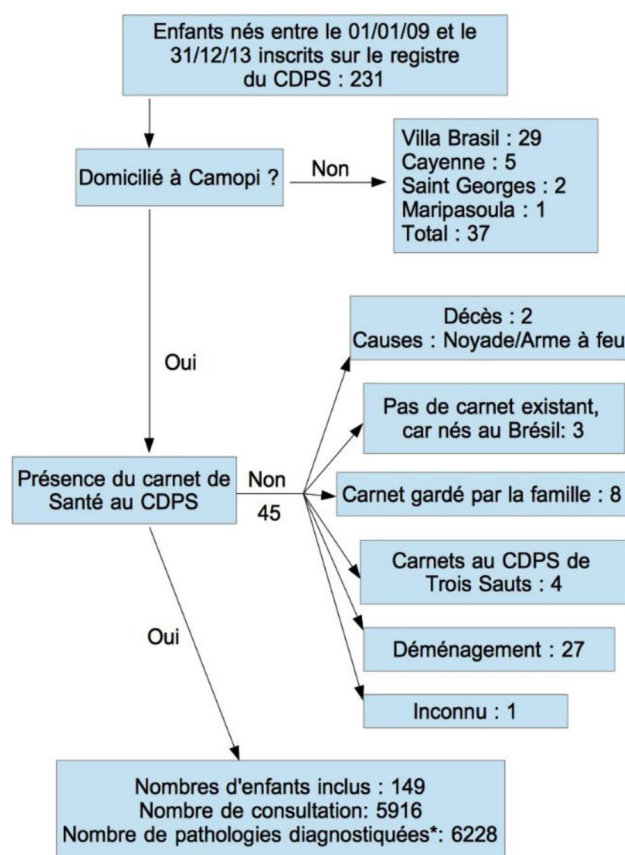 Enfants nés entre le 01/01/09 et le
31/12/13 inscrits sur le registre
du CDPS : 231
Domicilié à Camopi ?
Non
Villa Brasil : 29
Cayenne : 5
Saint Georges : 2
Maripasoula : 1
Total : 37
Oui
Décès : 2
Causes : Noyade/Arme à feu
Pas de carnet existant,
car nés au Brésil: 3
Présence du carnet de
Santé au CDPS
Non
45
Carnet gardé par la famille : 8
Carnets au CDPS de
Trois Sauts : 4
Oui
Déménagement : 27
Inconnu : 1
Nombres d'enfants inclus : 149
Nombre de consultation: 5916
Nombre de pathologies diagnostiquées*: 6228